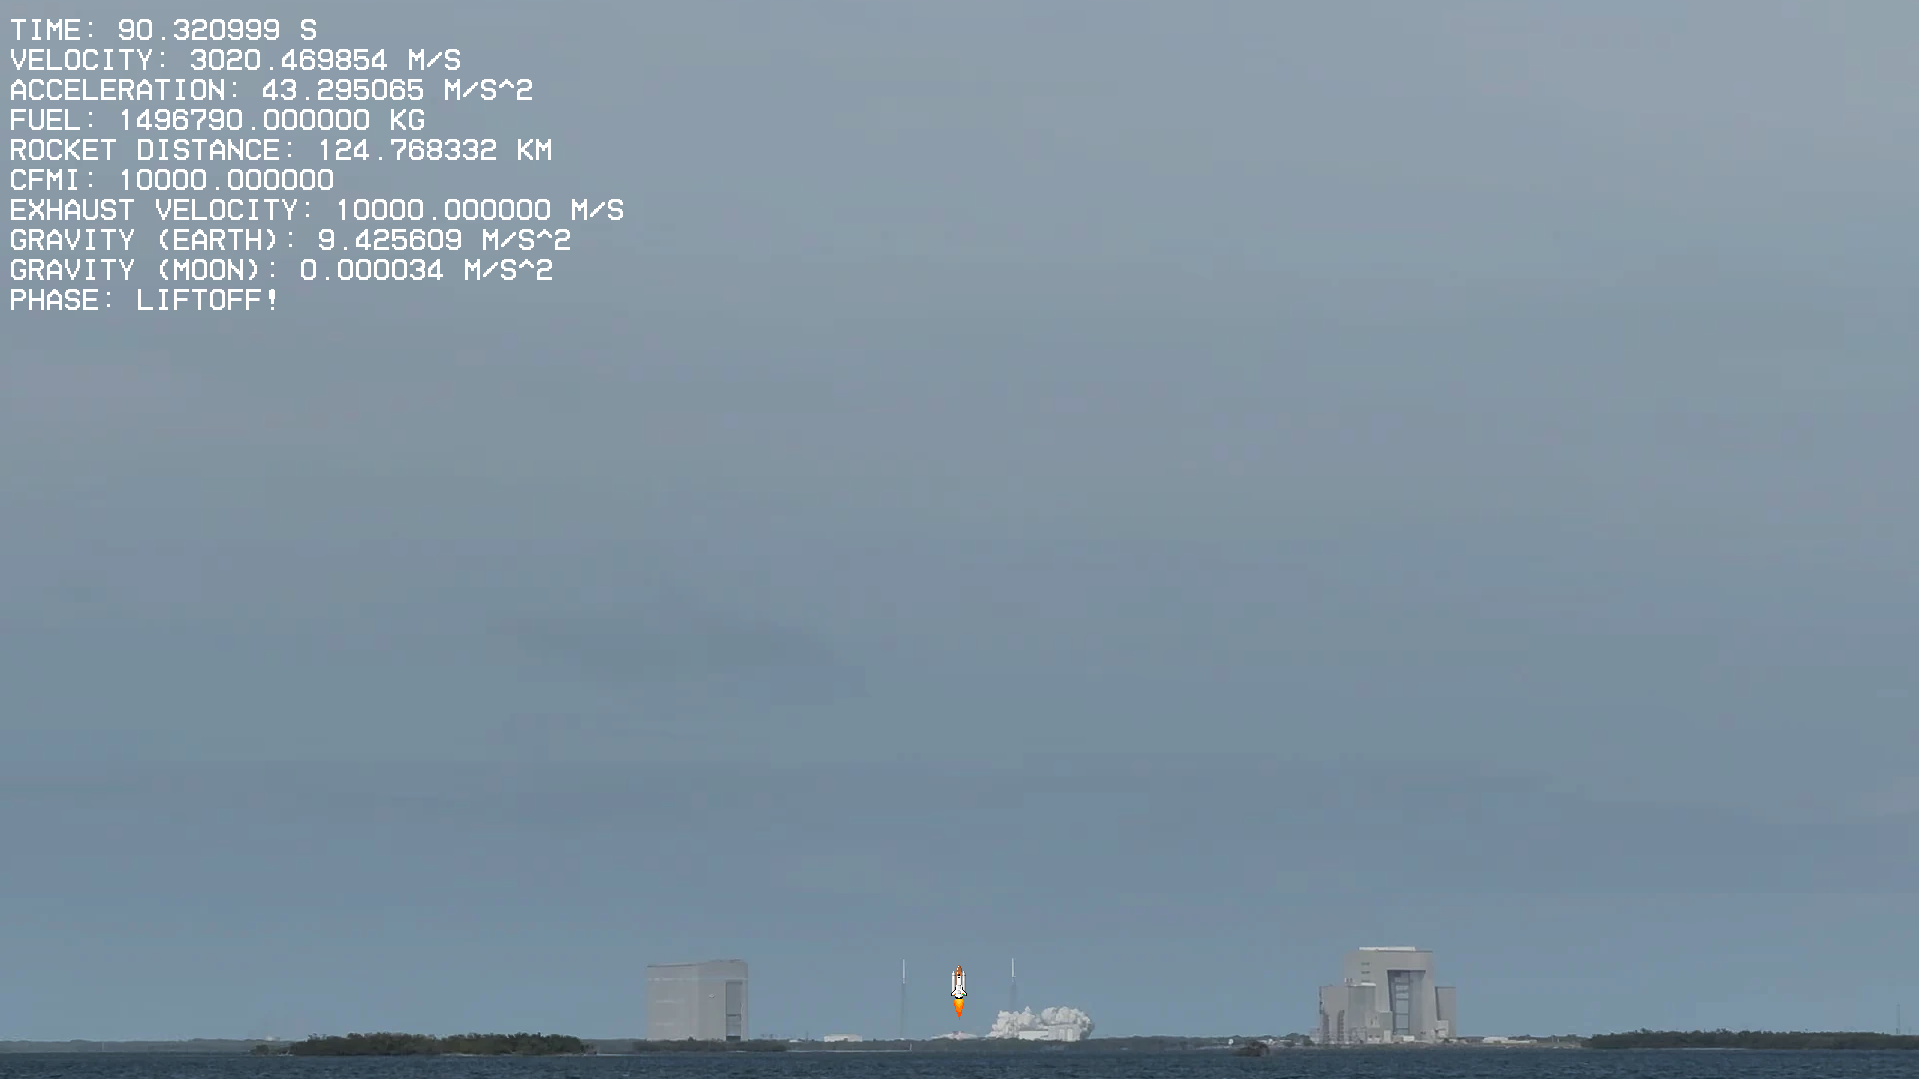 TIME: 90.320999 S
VELOCITY: 3020.469854 M/S
ACCELERATION: 43.295065 M/S^2
FUEL: 1496790.000000 KG
ROCKET DISTANCE: 124.768332 KM
CFMI: 10000.000000
EXHAUST VELOCITY: 10000.000000 M/S
GRAVITY (EARTH): 9.425609 M/S^2
GRAVITY (MOON): 0.000034 M/S^2
PHASE: LIFTOFF!